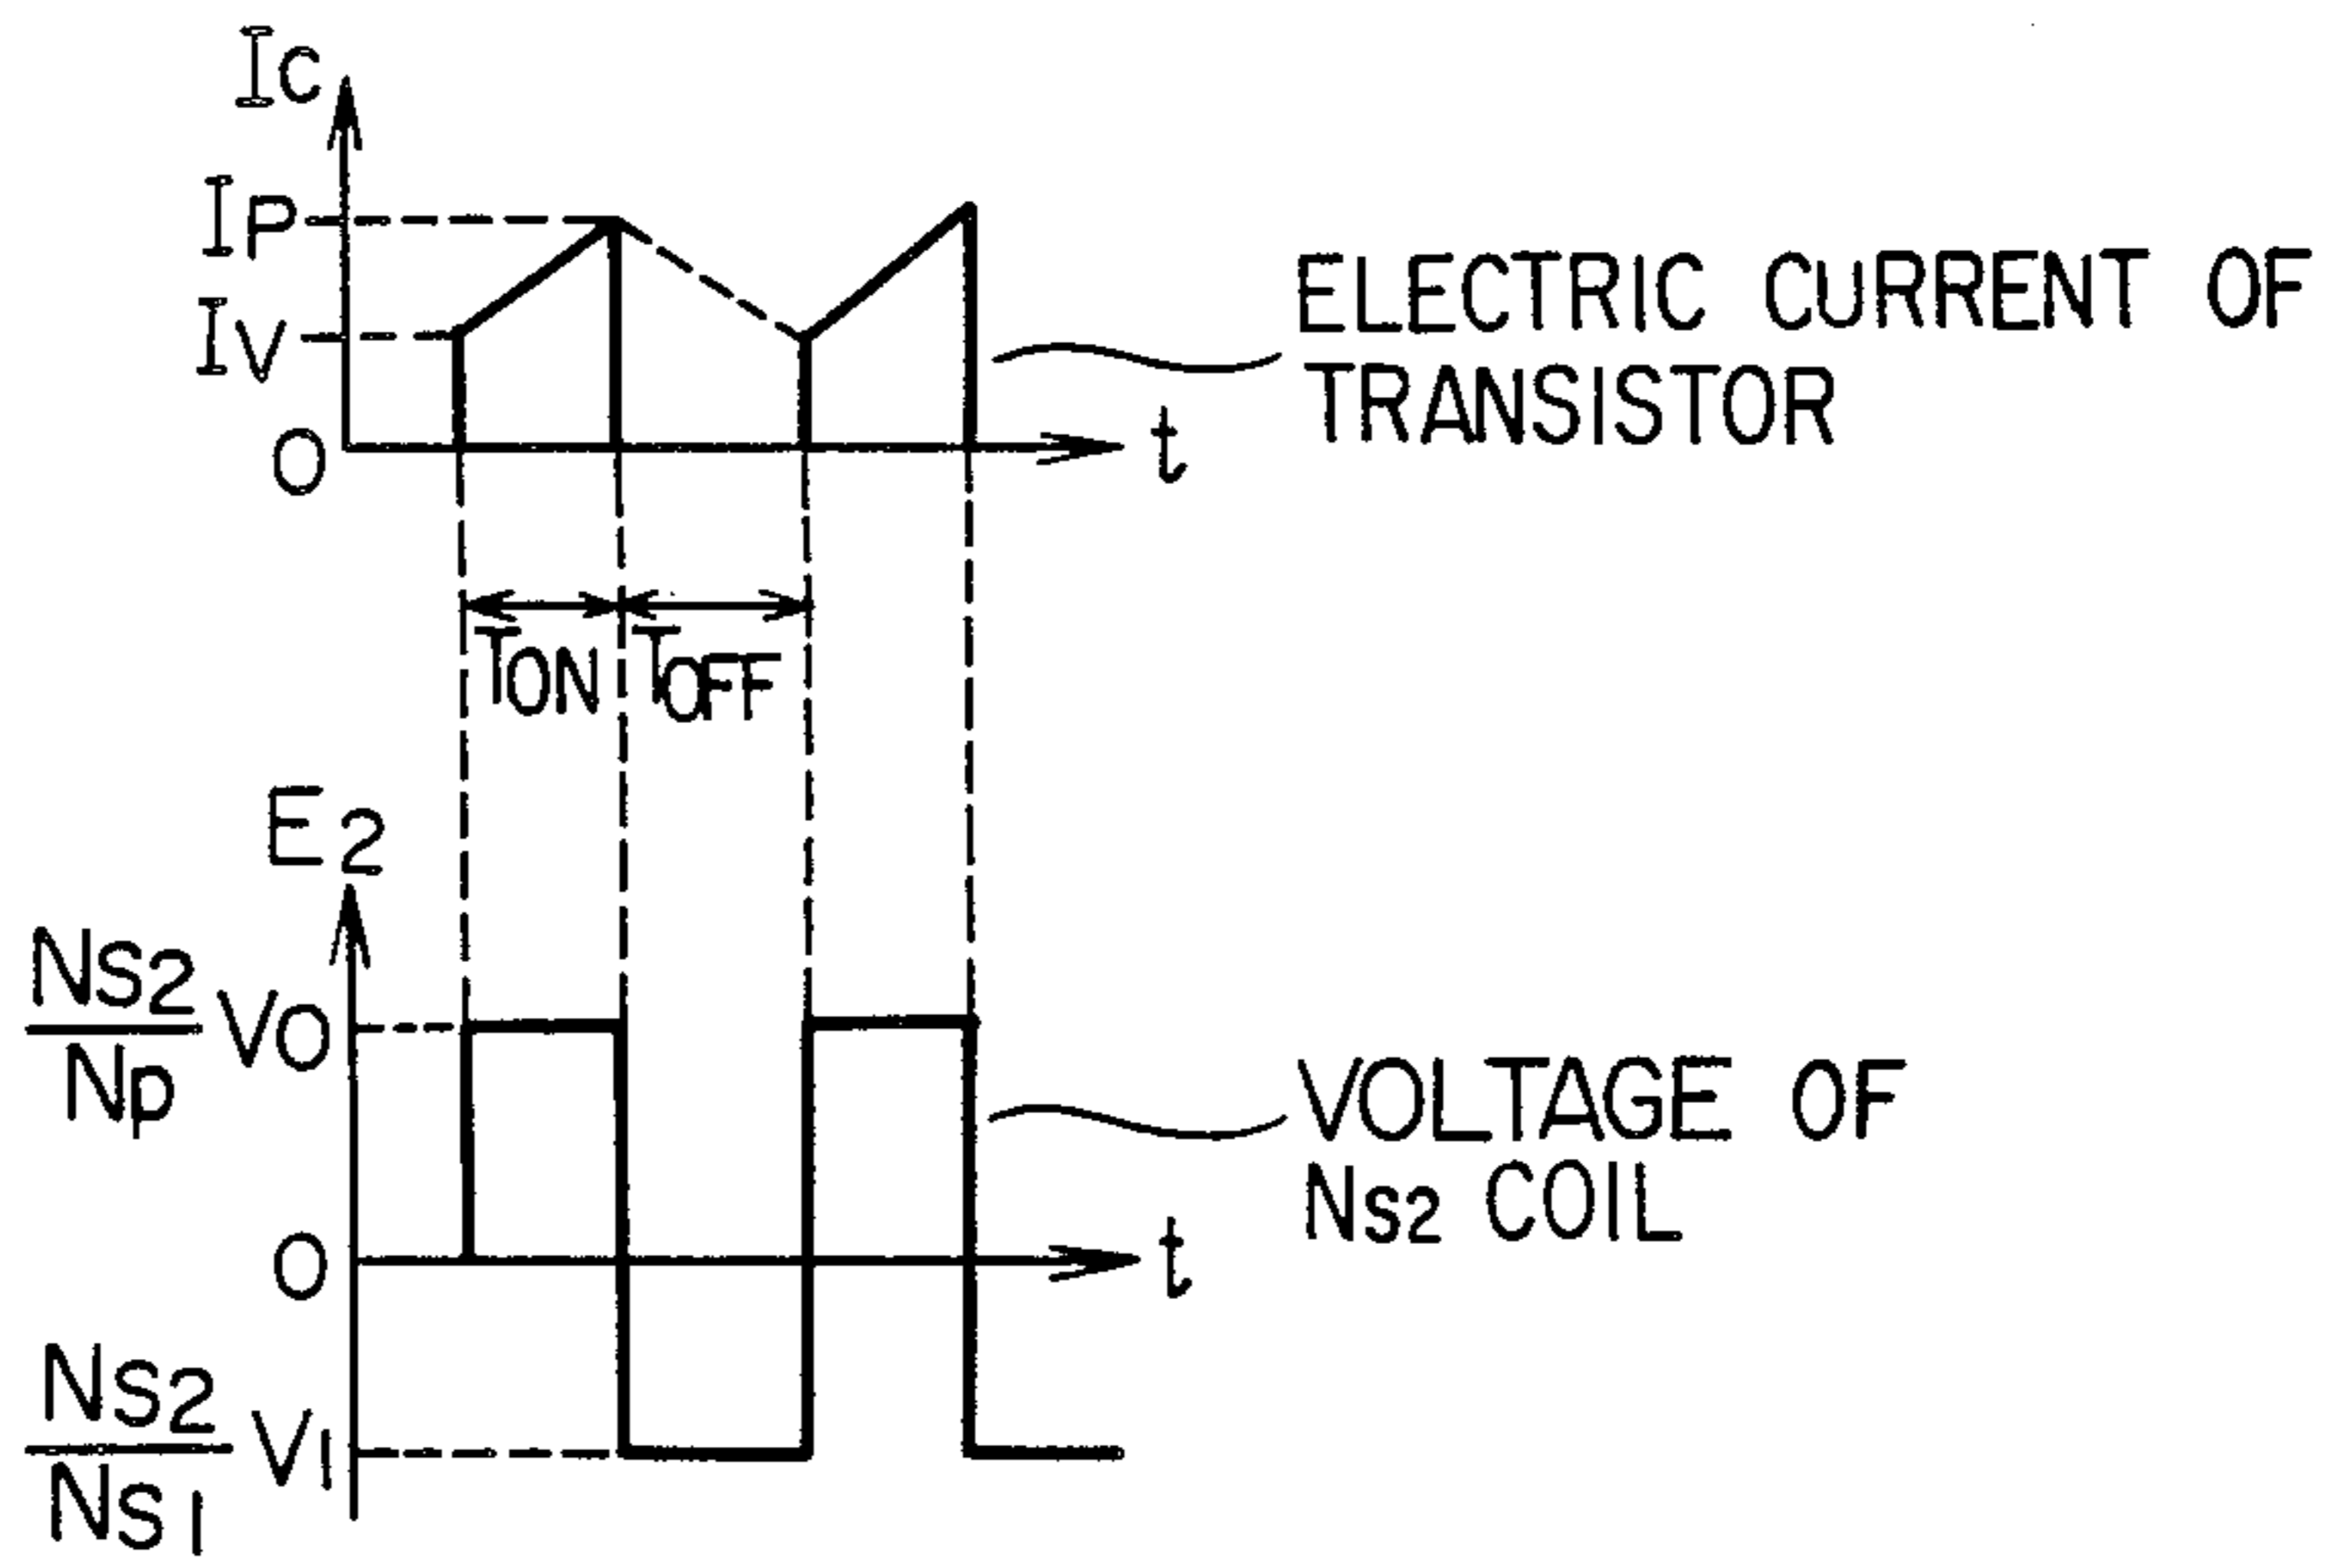 Ic
IP
IV
O
t
ELECTRIC CURRENT OF
TRANSISTOR
TON TOFF
E2
NS2
VO
Np
O
t
VOLTAGE OF
NS2 COIL
NS2
V1
NS1